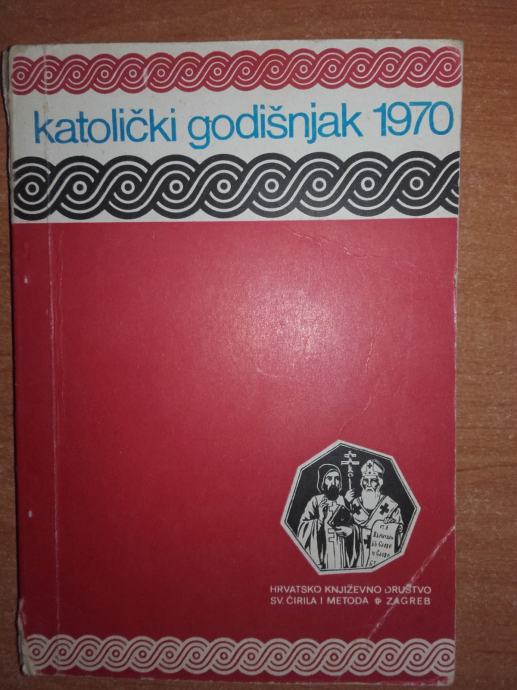 katolički godišnjak 1970
HRVATSKO KNJIŽEVNO DRUŠTVO
SV. ĆIRILA I METODA ✽ ZAGREB